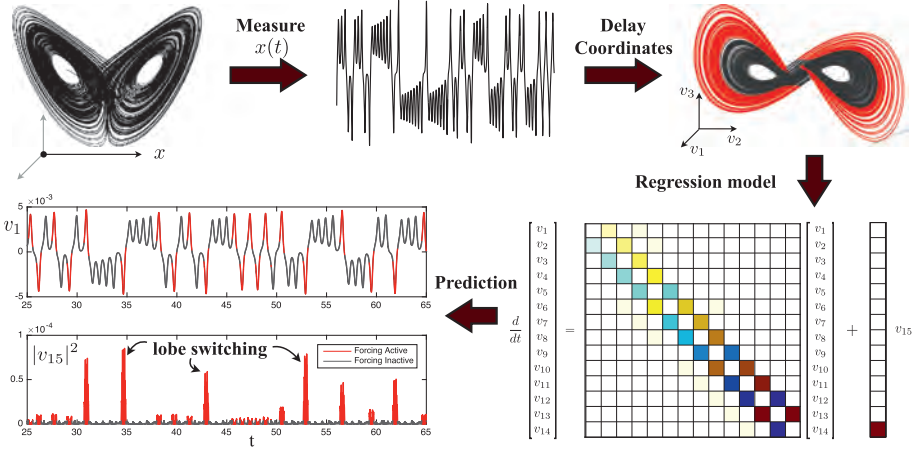 Measure
x(t)
Delay
Coordinates
x
v3
v2
v1
Regression model
×10-3
5
v1
0
-5
25 30 35 40 45 50 55 60 65
Prediction
×10-4
1
|v15|2
lobe switching
Forcing Active
Forcing Inactive
0.5
0
25 30 35 40 45 50 55 60 65
t
d
dt
v1
v2
v3
v4
v5
v6
v7
v8
v9
v10
v11
v12
v13
v14
=
v1
v2
v3
v4
v5
v6
v7
v8
v9
v10
v11
v12
v13
v14
+
v15